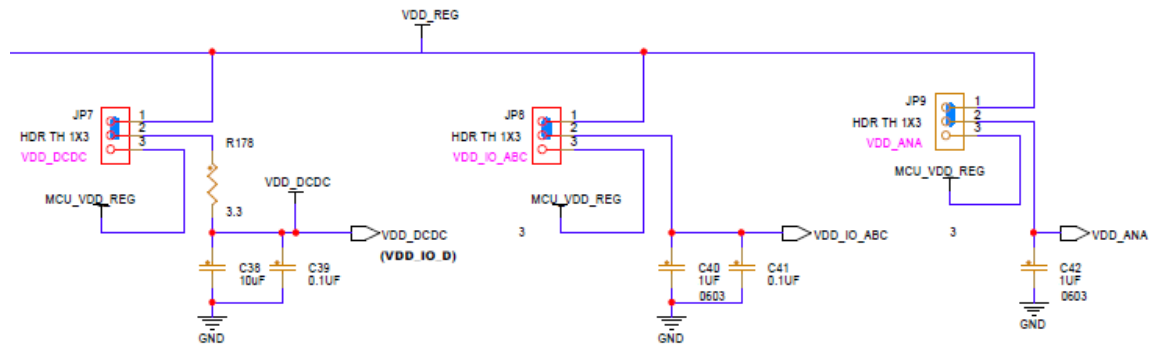 VDD_REG
JP7
1
2
3
HDR TH 1X3
VDD_DCDC
R178
3.3
MCU_VDD_REG
VDD_DCDC
VDD_DCDC
(VDD_IO_D)
C38
10uF
C39
0.1UF
GND
JP8
1
2
3
HDR TH 1X3
VDD_IO_ABC
MCU_VDD_REG
3
VDD_IO_ABC
C40
1UF
0603
C41
0.1UF
GND
JP9
1
2
3
HDR TH 1X3
VDD_ANA
MCU_VDD_REG
3
VDD_ANA
C42
1UF
0603
GND